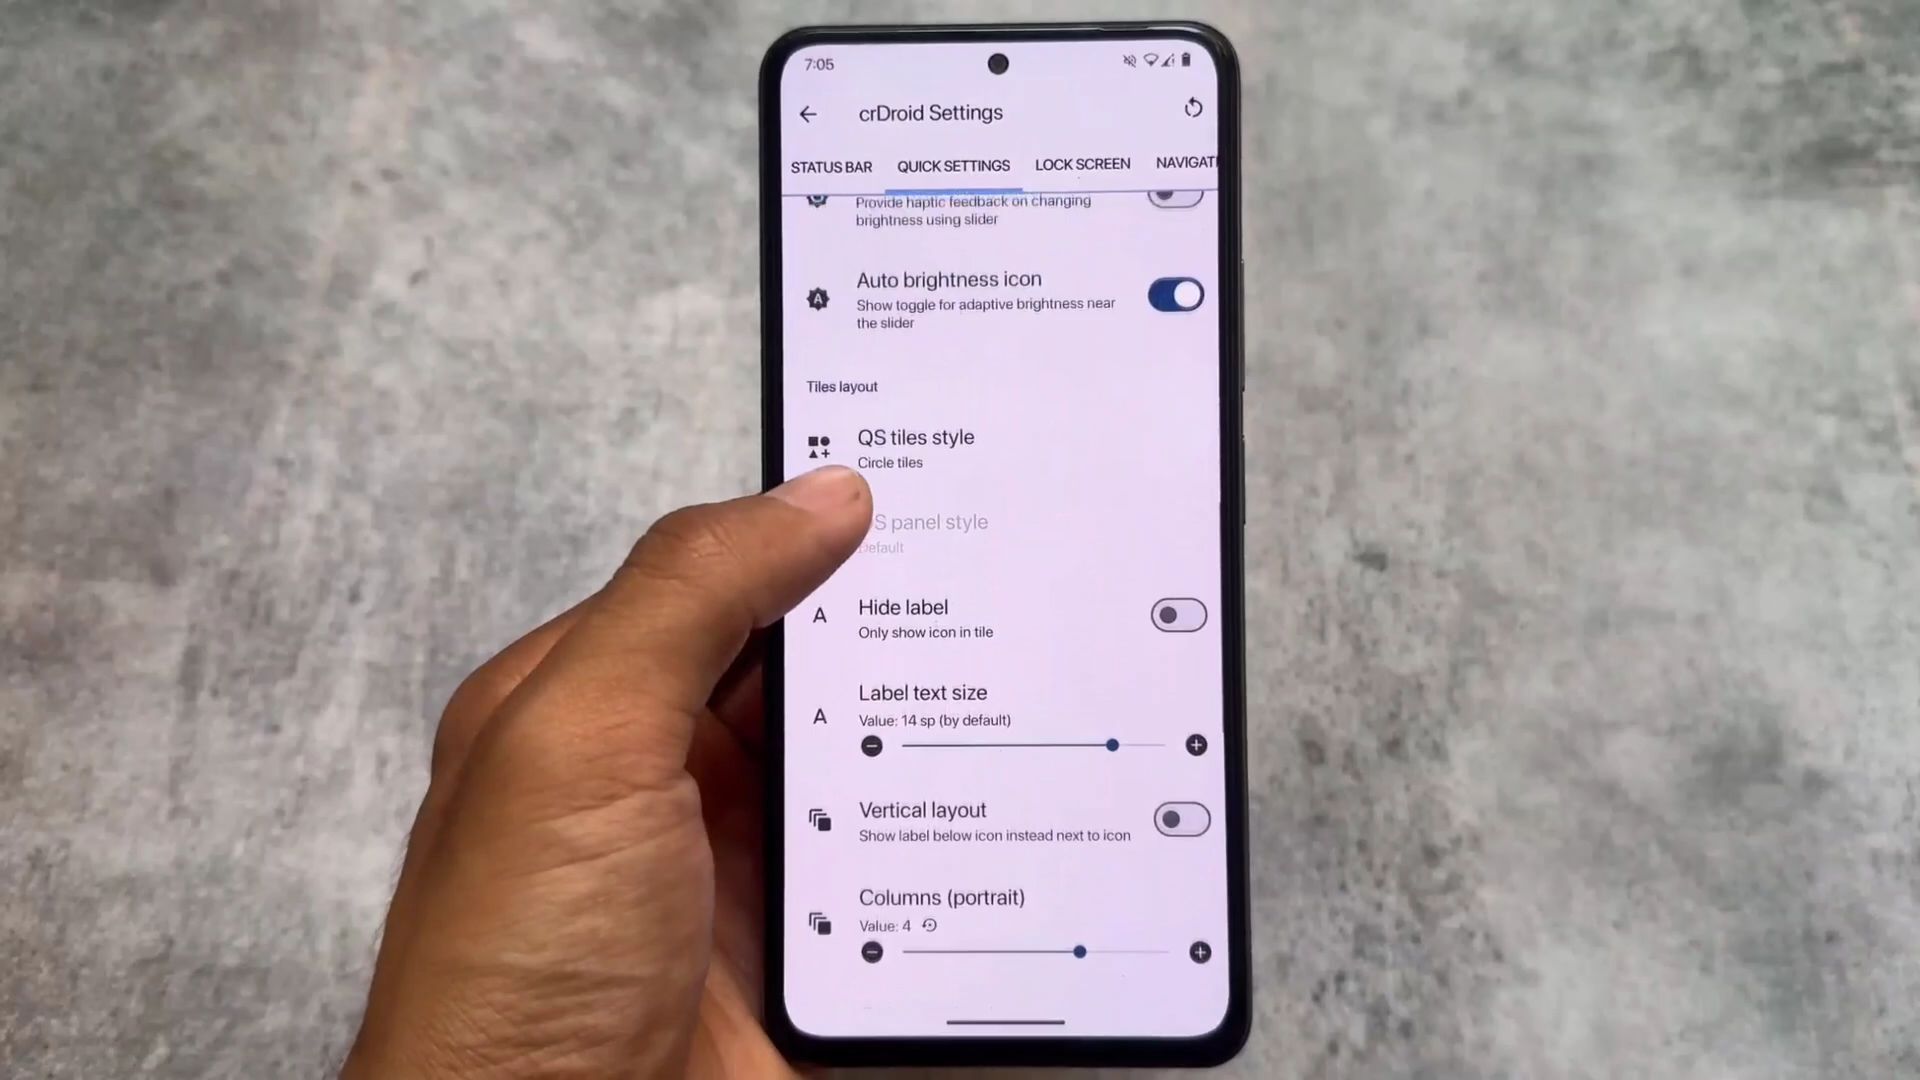 7:05
crDroid Settings
STATUS BAR QUICK SETTINGS LOCK SCREEN NAVIGATI
Provide haptic feedback on changing
brightness using slider
Auto brightness icon
Show toggle for adaptive brightness near
the slider
Tiles layout
QS tiles style
Circle tiles
S panel style
Default
A
Hide label
Only show icon in tile
A
Label text size
Value: 14 sp (by default)
Vertical layout
Show label below icon instead next to icon
Columns (portrait)
Value: 4